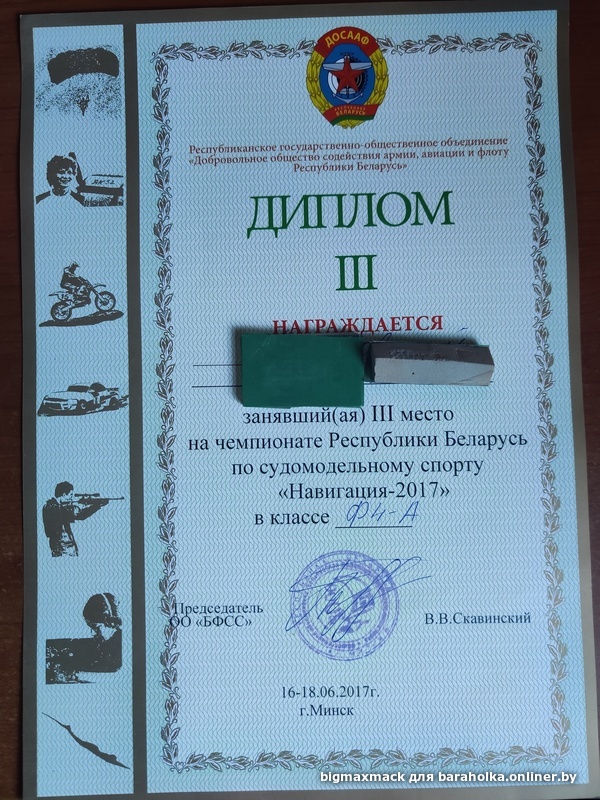 ДОСААФ
РЕСПУБЛИКА
БЕЛАРУСЬ
Республиканское государственно-общественное объединение
«Добровольное общество содействия армии, авиации и флоту
Республики Беларусь»
ДИПЛОМ
III
НАГРАЖДАЕТСЯ
занявший(ая) III место
на чемпионате Республики Беларусь
по судомодельному спорту
«Навигация-2017»
в классе Ф4-А
Председатель
ОО «БФСС»
В.В.Скавинский
16-18.06.2017г.
г.Минск
bigmaxmack для baraholka.onliner.by